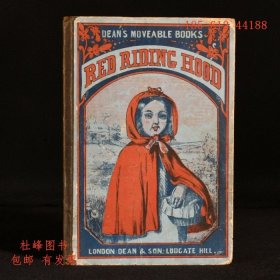 DEAN'S MOVEABLE BOOKS
RED RIDING HOOD
LONDON: DEAN & SON: LUDGATE HILL.
杜峰图书
包邮 有发票